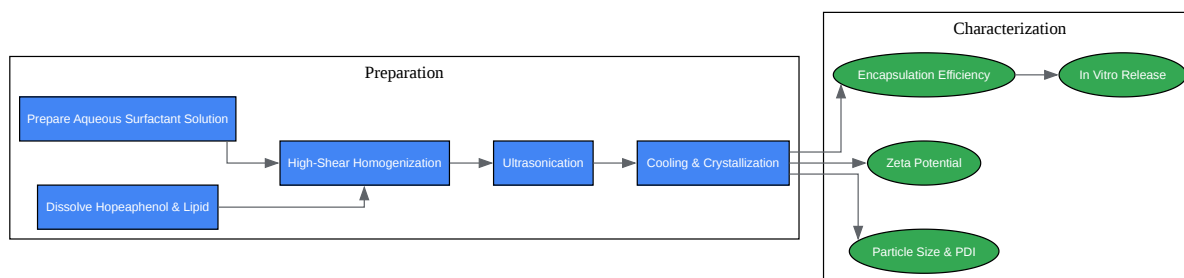 Preparation
Prepare Aqueous Surfactant Solution
Dissolve Hopeaphenol & Lipid
High-Shear Homogenization
Ultrasonication
Cooling & Crystallization
Characterization
Encapsulation Efficiency
In Vitro Release
Zeta Potential
Particle Size & PDI